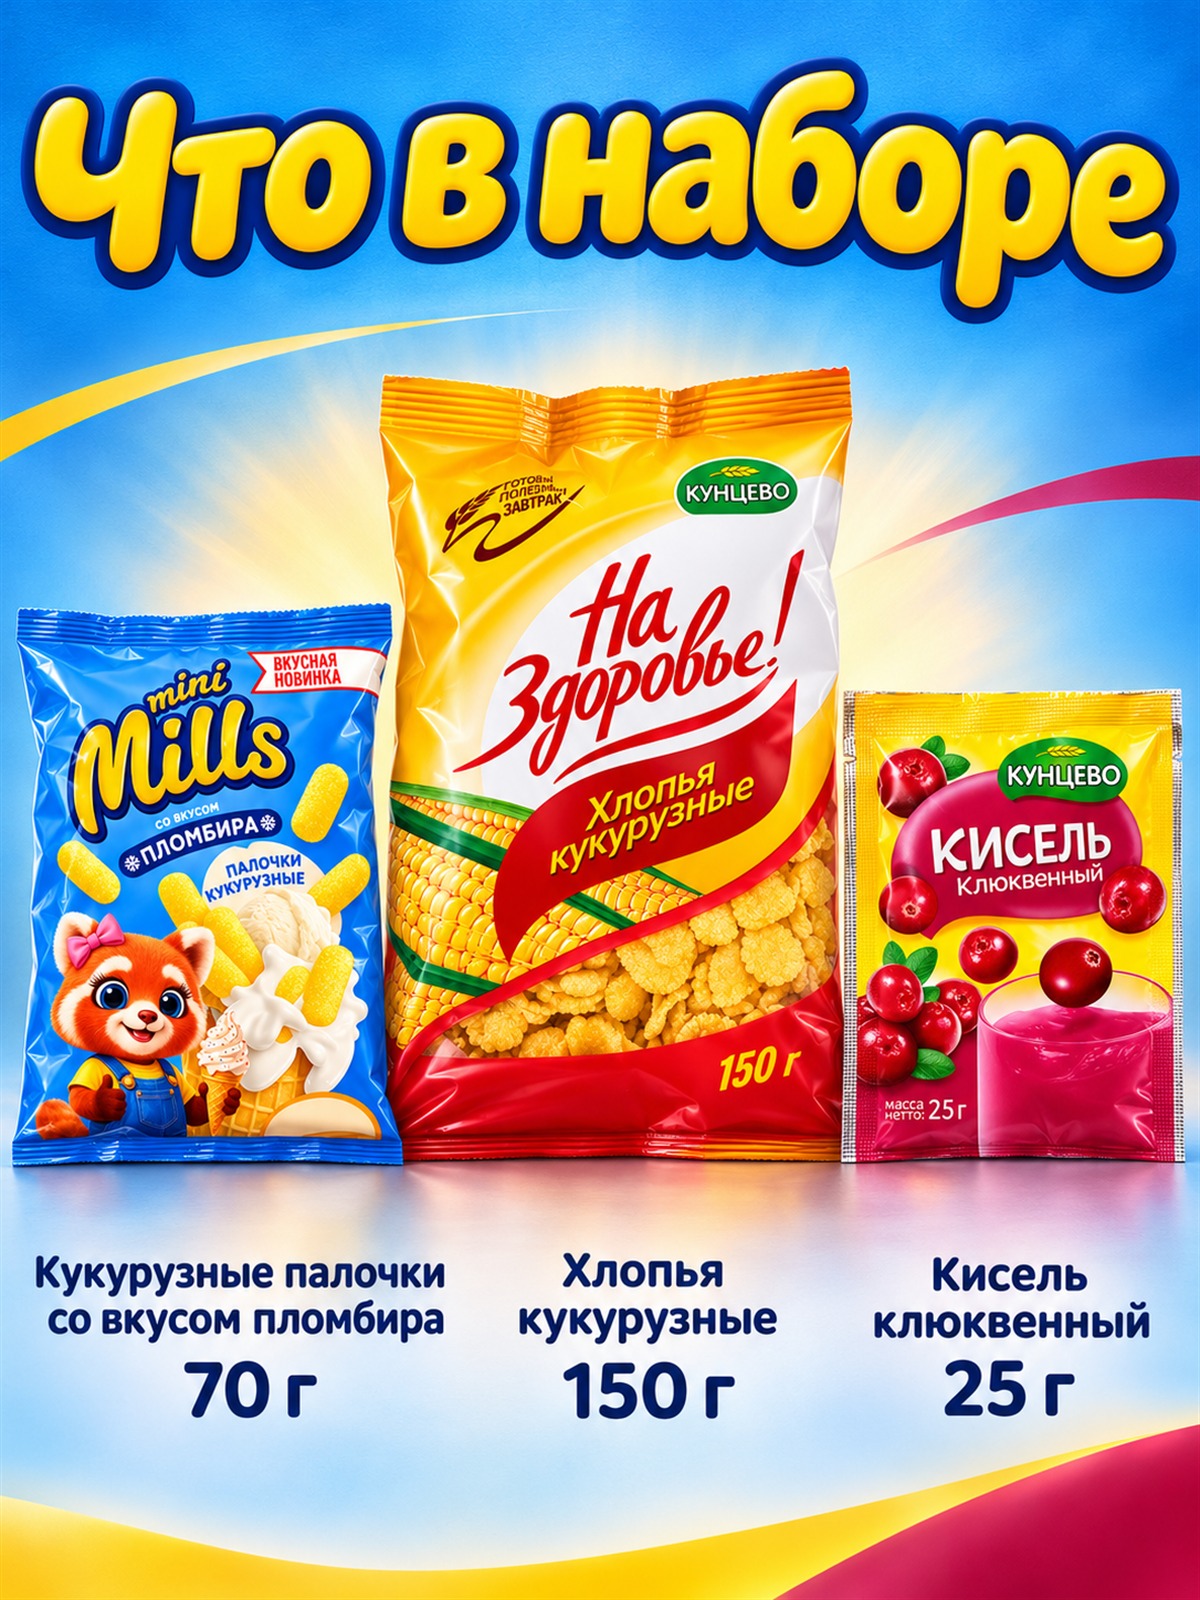 Что в наборе
ГОТОВЫЙ
ЗАВТРАК
КУНЦЕВО
На
Здоровье!
Хлопья
кукурузные
150 г
ВКУСНАЯ
НОВИНКА
mini
Mills
СО ВКУСОМ
ПЛОМБИРА
ПАЛОЧКИ
КУКУРУЗНЫЕ
КУНЦЕВО
КИСЕЛЬ
Клюквенный
масса
нетто: 25 г
Кукурузные палочки
со вкусом пломбира
70 г
Хлопья
кукурузные
150 г
Кисель
клюквенный
25 г